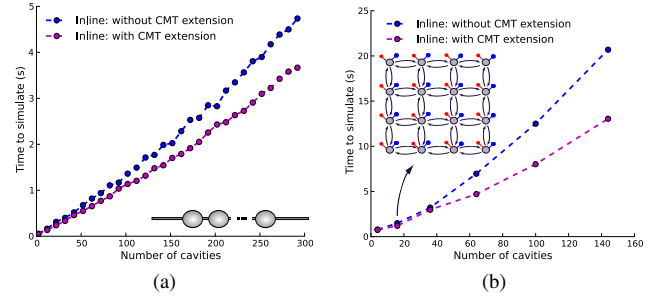 Inline: without CMT extension
Inline: with CMT extension
Time to simulate (s)
5
4
3
2
1
0
0 50 100 150 200 250 300
Number of cavities
(a)
Inline: without CMT extension
Inline: with CMT extension
Time to simulate (s)
25
20
15
10
5
0
0 20 40 60 80 100 120 140 160
Number of cavities
(b)